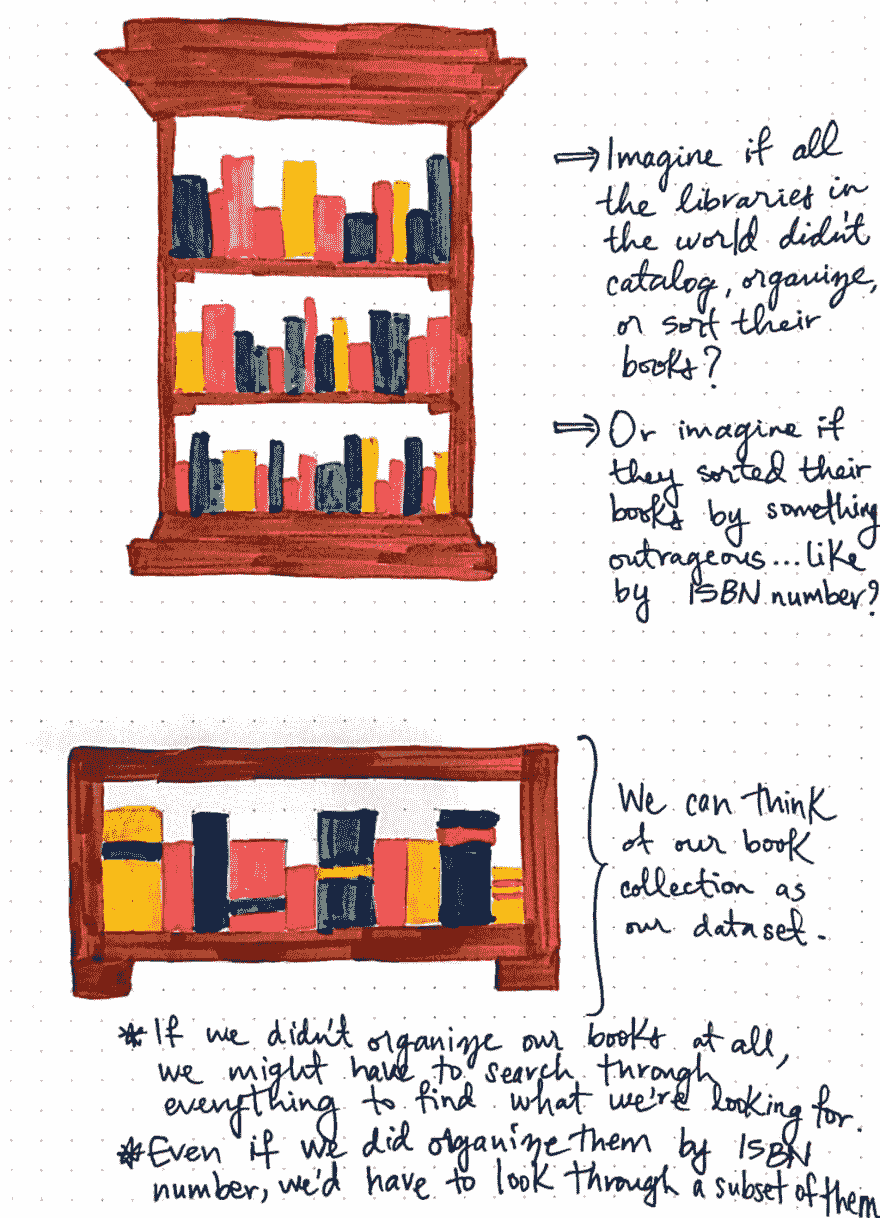 ⇒ Imagine if all
the libraries in
the world didn't
catalog, organize,
or sort their
books?
⇒ Or imagine if
they sorted their
books by something
outrageous...like
by ISBN number?
We can think
of our book
collection as
our dataset.
* If we didn't organize our books at all,
we might have to search through
everything to find what we're looking for.
* Even if we did organize them by ISBN
number, we'd have to look through a subset of them